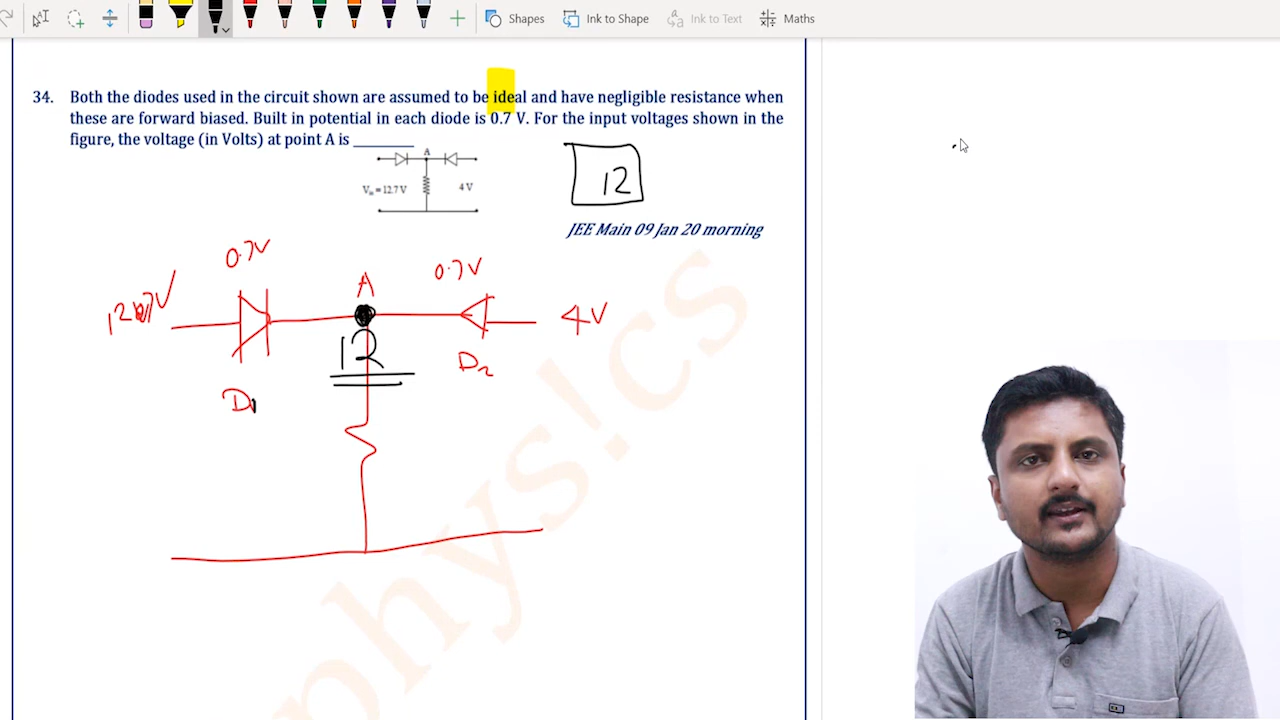 Shapes Ink to Shape Ink to Text Maths
34. Both the diodes used in the circuit shown are assumed to be ideal and have negligible resistance when
these are forward biased. Built in potential in each diode is 0.7 V. For the input voltages shown in the
figure, the voltage (in Volts) at point A is ________
A
Vin = 12.7 V 4 V
12
JEE Main 09 Jan 20 morning
0.7V
0.7V
A
4V
12
D2
D1
phys!cs